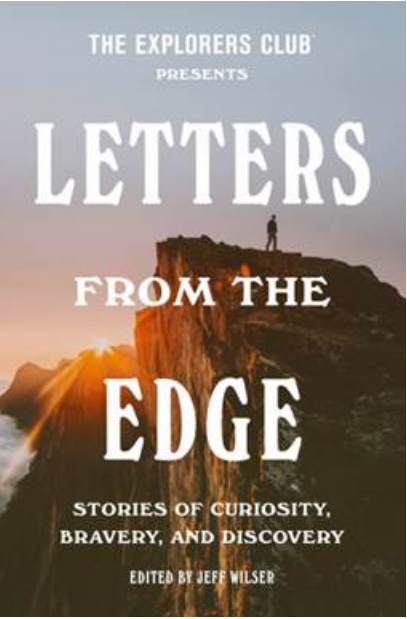 THE EXPLORERS CLUB
PRESENTS
LETTERS
FROM THE
EDGE
STORIES OF CURIOSITY,
BRAVERY, AND DISCOVERY
EDITED BY JEFF WILSER